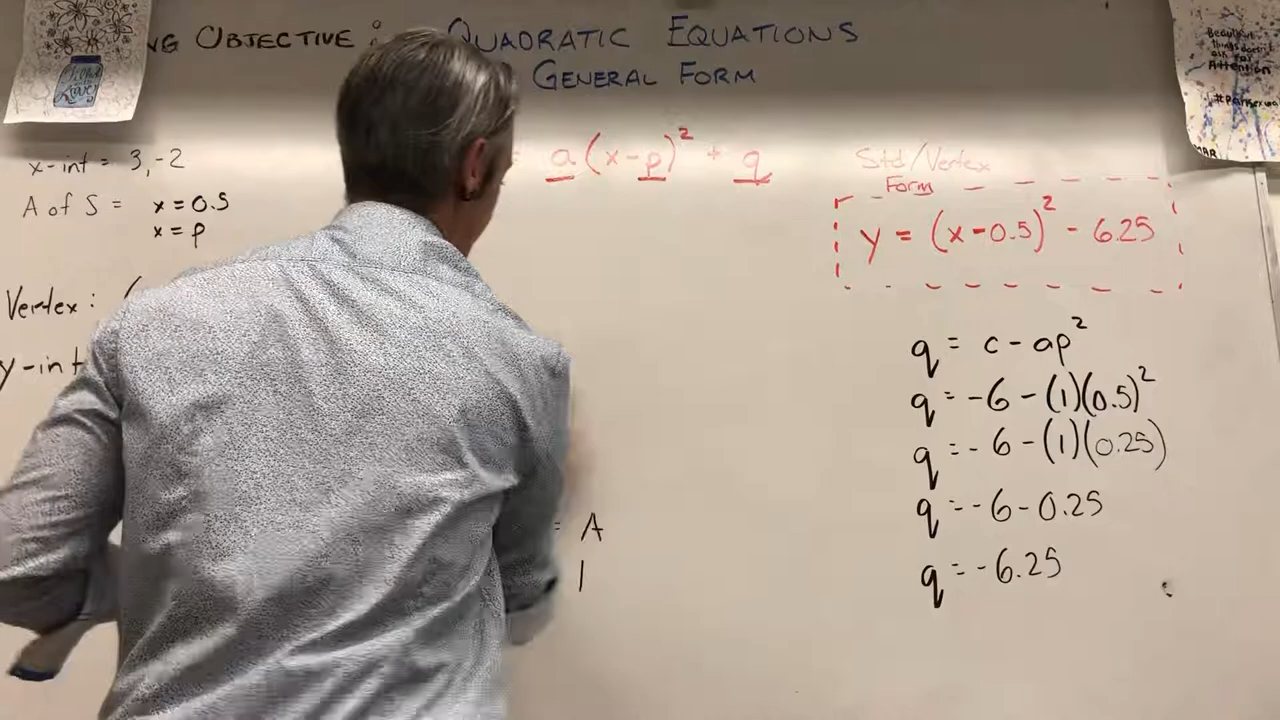 NG OBJECTIVE : QUADRATIC EQUATIONS
GENERAL FORM
x-int = 3, -2
A of S = x = 0.5
x = p
Vertex : (
y-int
= a(x-p)² + q
Std/Vertex
Form
y = (x-0.5)² - 6.25
q = c - ap²
q = -6 - (1)(0.5)²
q = -6 - (1)(0.25)
q = -6 - 0.25
q = -6.25
= A
1
Attention